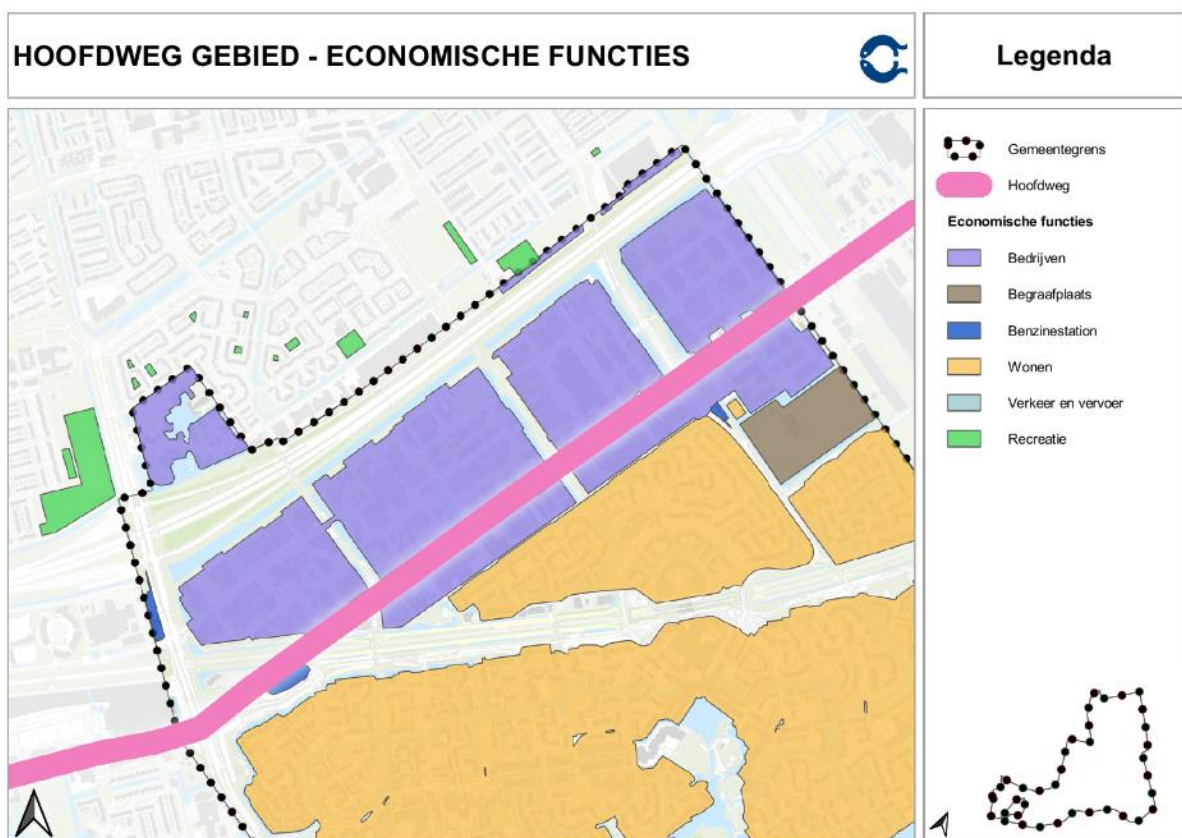 HOOFDWEG GEBIED - ECONOMISCHE FUNCTIES
Legenda
Gemeentegrens
Hoofdweg
Economische functies
Bedrijven
Begraafplaats
Benzinestation
Wonen
Verkeer en vervoer
Recreatie